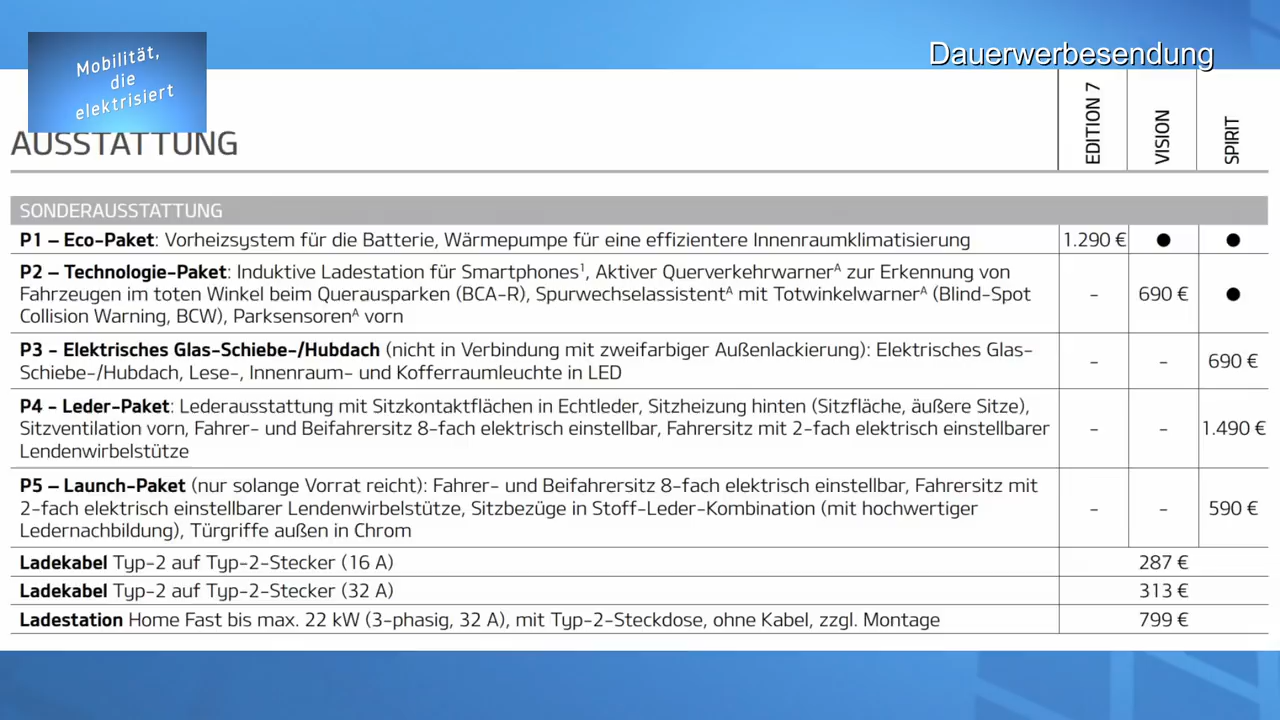 Mobilität,
die
elektrisiert
Dauerwerbesendung
AUSSTATTUNG
EDITION 7
VISION
SPIRIT
SONDERAUSSTATTUNG
P1 – Eco-Paket: Vorheizsystem für die Batterie, Wärmepumpe für eine effizientere Innenraumklimatisierung 1.290 € ● ●
P2 – Technologie-Paket: Induktive Ladestation für Smartphones¹, Aktiver Querverkehrwarnerᴬ zur Erkennung von
Fahrzeugen im toten Winkel beim Querausparken (BCA-R), Spurwechselassistentᴬ mit Totwinkelwarnerᴬ (Blind-Spot – 690 € ●
Collision Warning, BCW), Parksensorenᴬ vorn
P3 - Elektrisches Glas-Schiebe-/Hubdach (nicht in Verbindung mit zweifarbiger Außenlackierung): Elektrisches Glas-
Schiebe-/Hubdach, Lese-, Innenraum- und Kofferraumleuchte in LED – – 690 €
P4 - Leder-Paket: Lederausstattung mit Sitzkontaktflächen in Echtleder, Sitzheizung hinten (Sitzfläche, äußere Sitze),
Sitzventilation vorn, Fahrer- und Beifahrersitz 8-fach elektrisch einstellbar, Fahrersitz mit 2-fach elektrisch einstellbarer – – 1.490 €
Lendenwirbelstütze
P5 – Launch-Paket (nur solange Vorrat reicht): Fahrer- und Beifahrersitz 8-fach elektrisch einstellbar, Fahrersitz mit
2-fach elektrisch einstellbarer Lendenwirbelstütze, Sitzbezüge in Stoff-Leder-Kombination (mit hochwertiger – – 590 €
Ledernachbildung), Türgriffe außen in Chrom
Ladekabel Typ-2 auf Typ-2-Stecker (16 A) 287 €
Ladekabel Typ-2 auf Typ-2-Stecker (32 A) 313 €
Ladestation Home Fast bis max. 22 kW (3-phasig, 32 A), mit Typ-2-Steckdose, ohne Kabel, zzgl. Montage 799 €